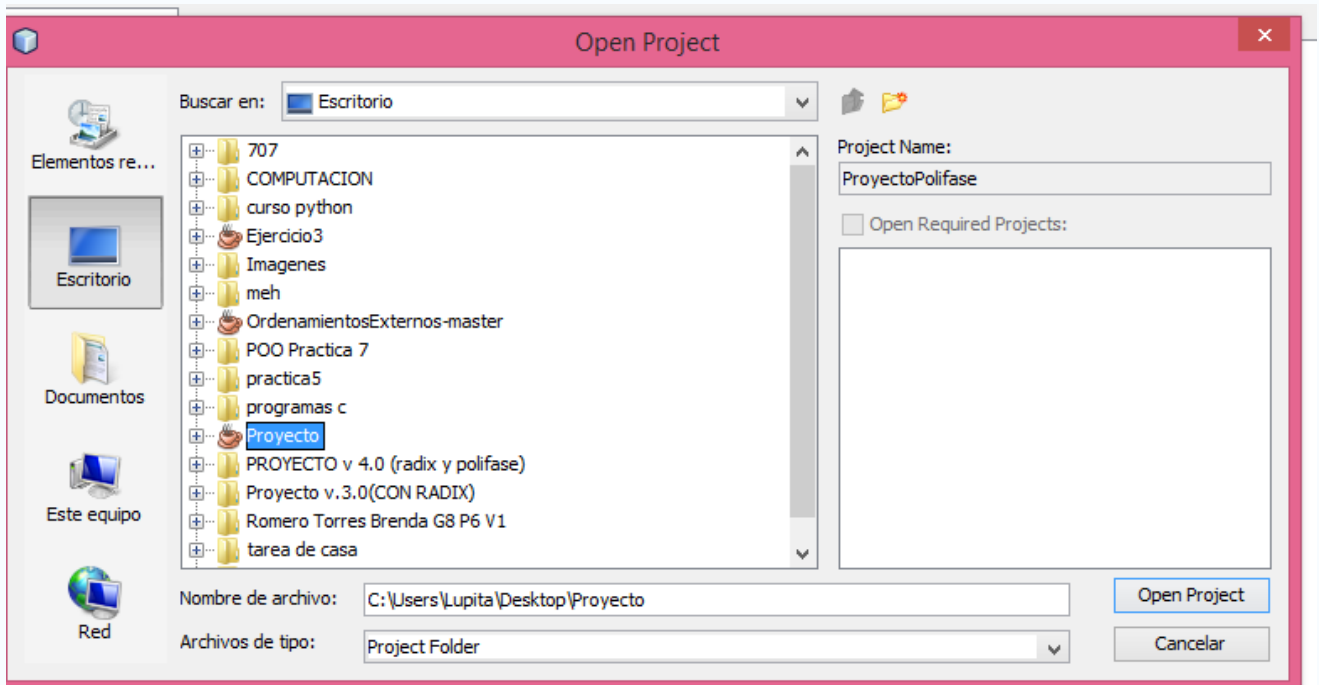 Open Project
Buscar en:
Escritorio
Elementos re...
Escritorio
Documentos
Este equipo
Red
707
COMPUTACION
curso python
Ejercicio3
Imagenes
meh
OrdenamientosExternos-master
POO Practica 7
practica5
programas c
Proyecto
PROYECTO v 4.0 (radix y polifase)
Proyecto v.3.0(CON RADIX)
Romero Torres Brenda G8 P6 V1
tarea de casa
Project Name:
ProyectoPolifase
Open Required Projects:
Nombre de archivo:
C:\Users\Lupita\Desktop\Proyecto
Open Project
Archivos de tipo:
Project Folder
Cancelar